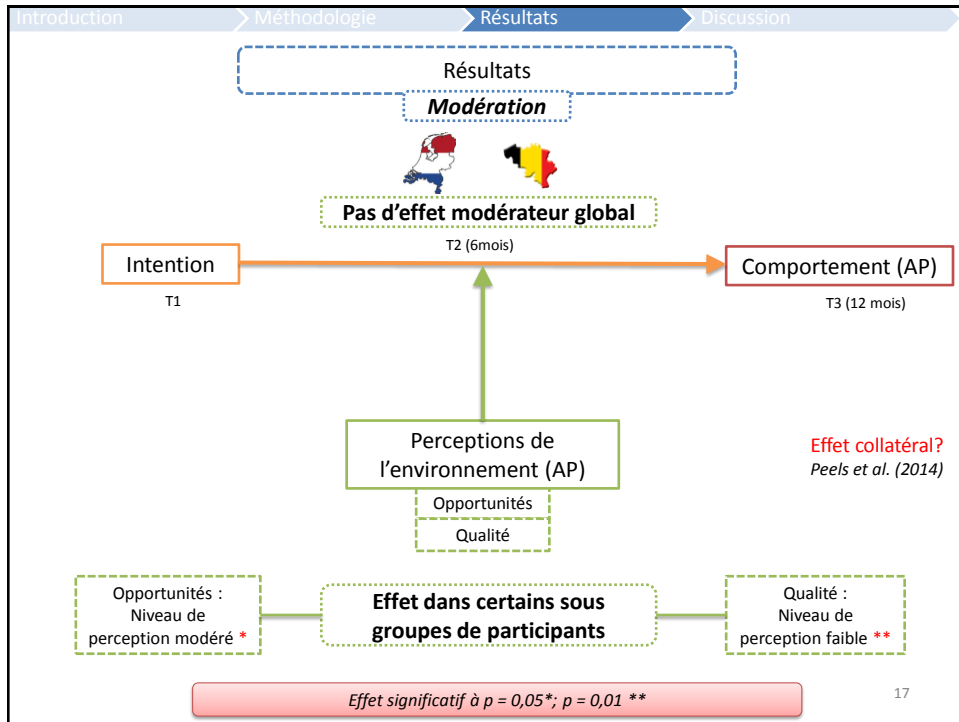 Introduction
Méthodologie
Résultats
Discussion
Résultats
Modération
Pas d'effet modérateur global
T2 (6mois)
Intention
Comportement (AP)
T1
T3 (12 mois)
Perceptions de
l'environnement (AP)
Effet collatéral?
Peels et al. (2014)
Opportunités
Qualité
Opportunités :
Niveau de
perception modéré *
Effet dans certains sous
groupes de participants
Qualité :
Niveau de
perception faible **
Effet significatif à p = 0,05*; p = 0,01 **
17